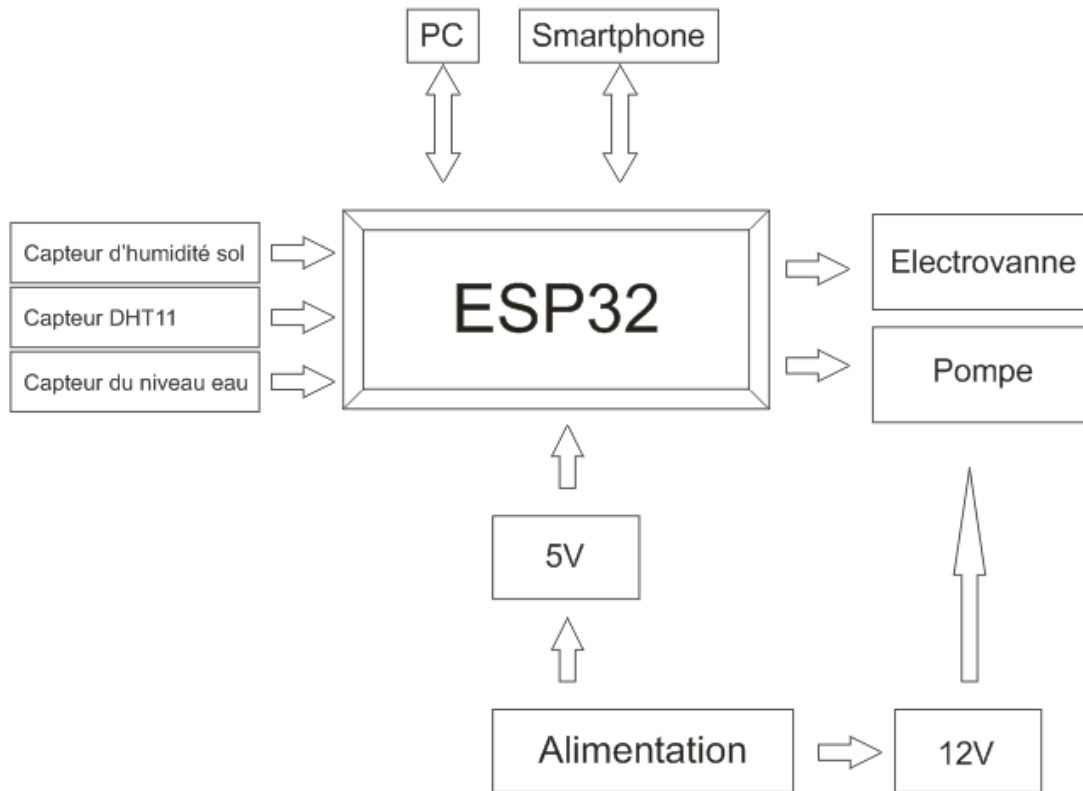 PC
Smartphone
Capteur d'humidité sol
Capteur DHT11
Capteur du niveau eau
ESP32
Electrovanne
Pompe
5V
Alimentation
12V